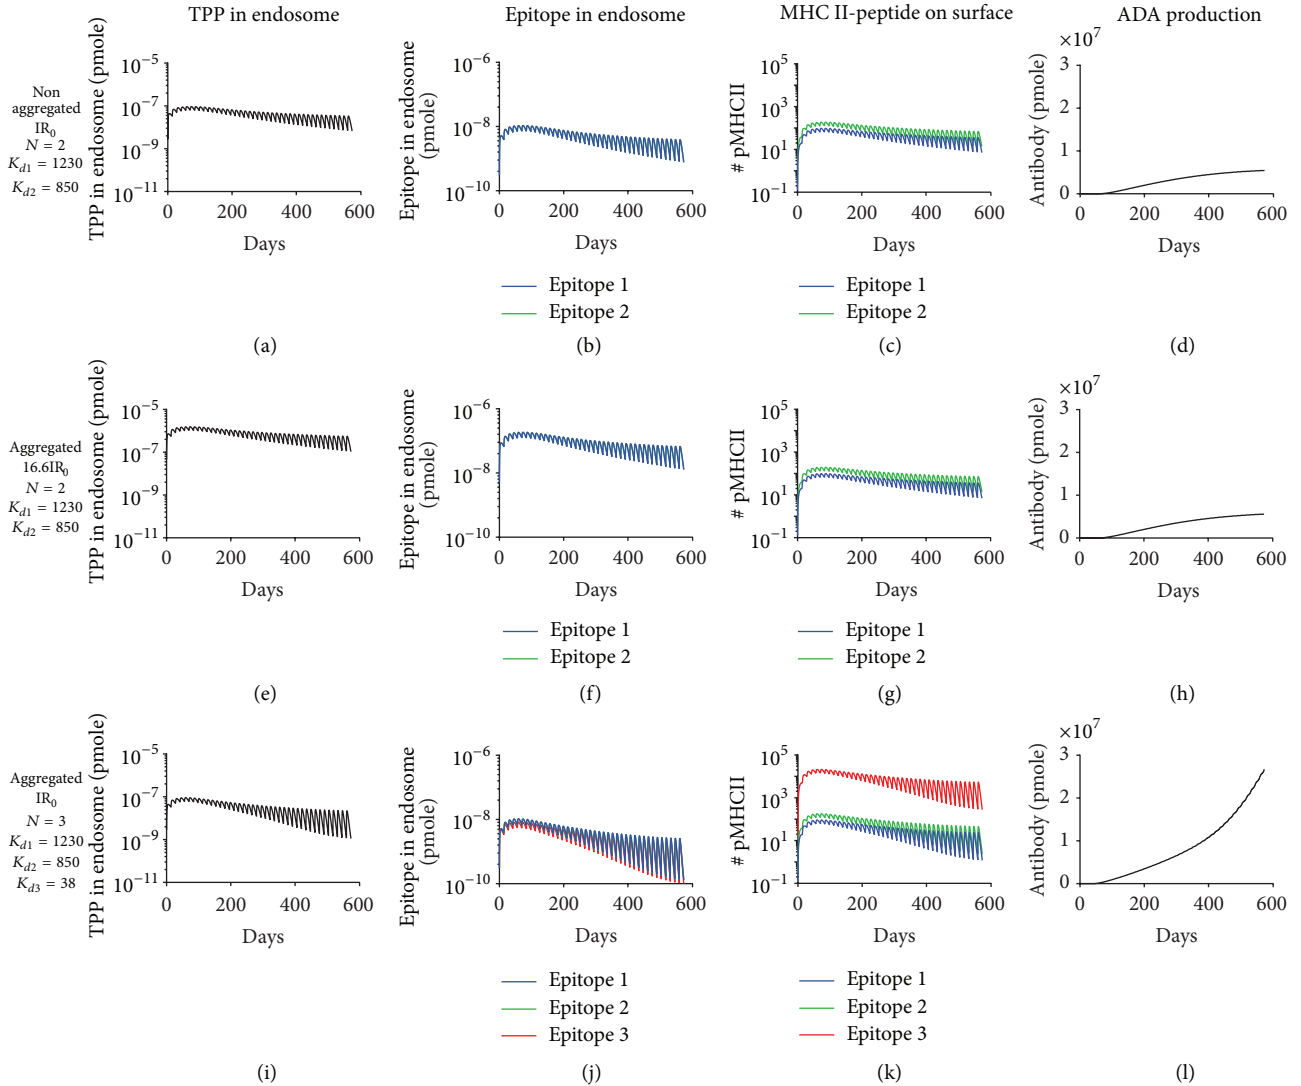 TPP in endosome
Epitope in endosome
MHC II-peptide on surface
ADA production
Non
aggregated
IR₀
N = 2
K_d1 = 1230
K_d2 = 850
TPP in endosome (pmole)
10⁻⁵
10⁻⁷
10⁻⁹
10⁻¹¹
0 200 400 600
Days
(a)
Epitope in endosome
(pmole)
10⁻⁶
10⁻⁸
10⁻¹⁰
0 200 400 600
Days
Epitope 1
Epitope 2
(b)
# pMHCII
10⁵
10³
10¹
10⁻¹
0 200 400 600
Days
Epitope 1
Epitope 2
(c)
×10⁷
Antibody (pmole)
3
2
1
0
0 200 400 600
Days
(d)
Aggregated
16.6IR₀
N = 2
K_d1 = 1230
K_d2 = 850
TPP in endosome (pmole)
10⁻⁵
10⁻⁷
10⁻⁹
10⁻¹¹
0 200 400 600
Days
(e)
Epitope in endosome
(pmole)
10⁻⁶
10⁻⁸
10⁻¹⁰
0 200 400 600
Days
Epitope 1
Epitope 2
(f)
# pMHCII
10⁵
10³
10¹
10⁻¹
0 200 400 600
Days
Epitope 1
Epitope 2
(g)
×10⁷
Antibody (pmole)
3
2
1
0
0 200 400 600
Days
(h)
Aggregated
IR₀
N = 3
K_d1 = 1230
K_d2 = 850
K_d3 = 38
TPP in endosome (pmole)
10⁻⁵
10⁻⁷
10⁻⁹
10⁻¹¹
0 200 400 600
Days
(i)
Epitope in endosome
(pmole)
10⁻⁶
10⁻⁸
10⁻¹⁰
0 200 400 600
Days
Epitope 1
Epitope 2
Epitope 3
(j)
# pMHCII
10⁵
10³
10¹
10⁻¹
0 200 400 600
Days
Epitope 1
Epitope 2
Epitope 3
(k)
×10⁷
Antibody (pmole)
3
2
1
0
0 200 400 600
Days
(l)